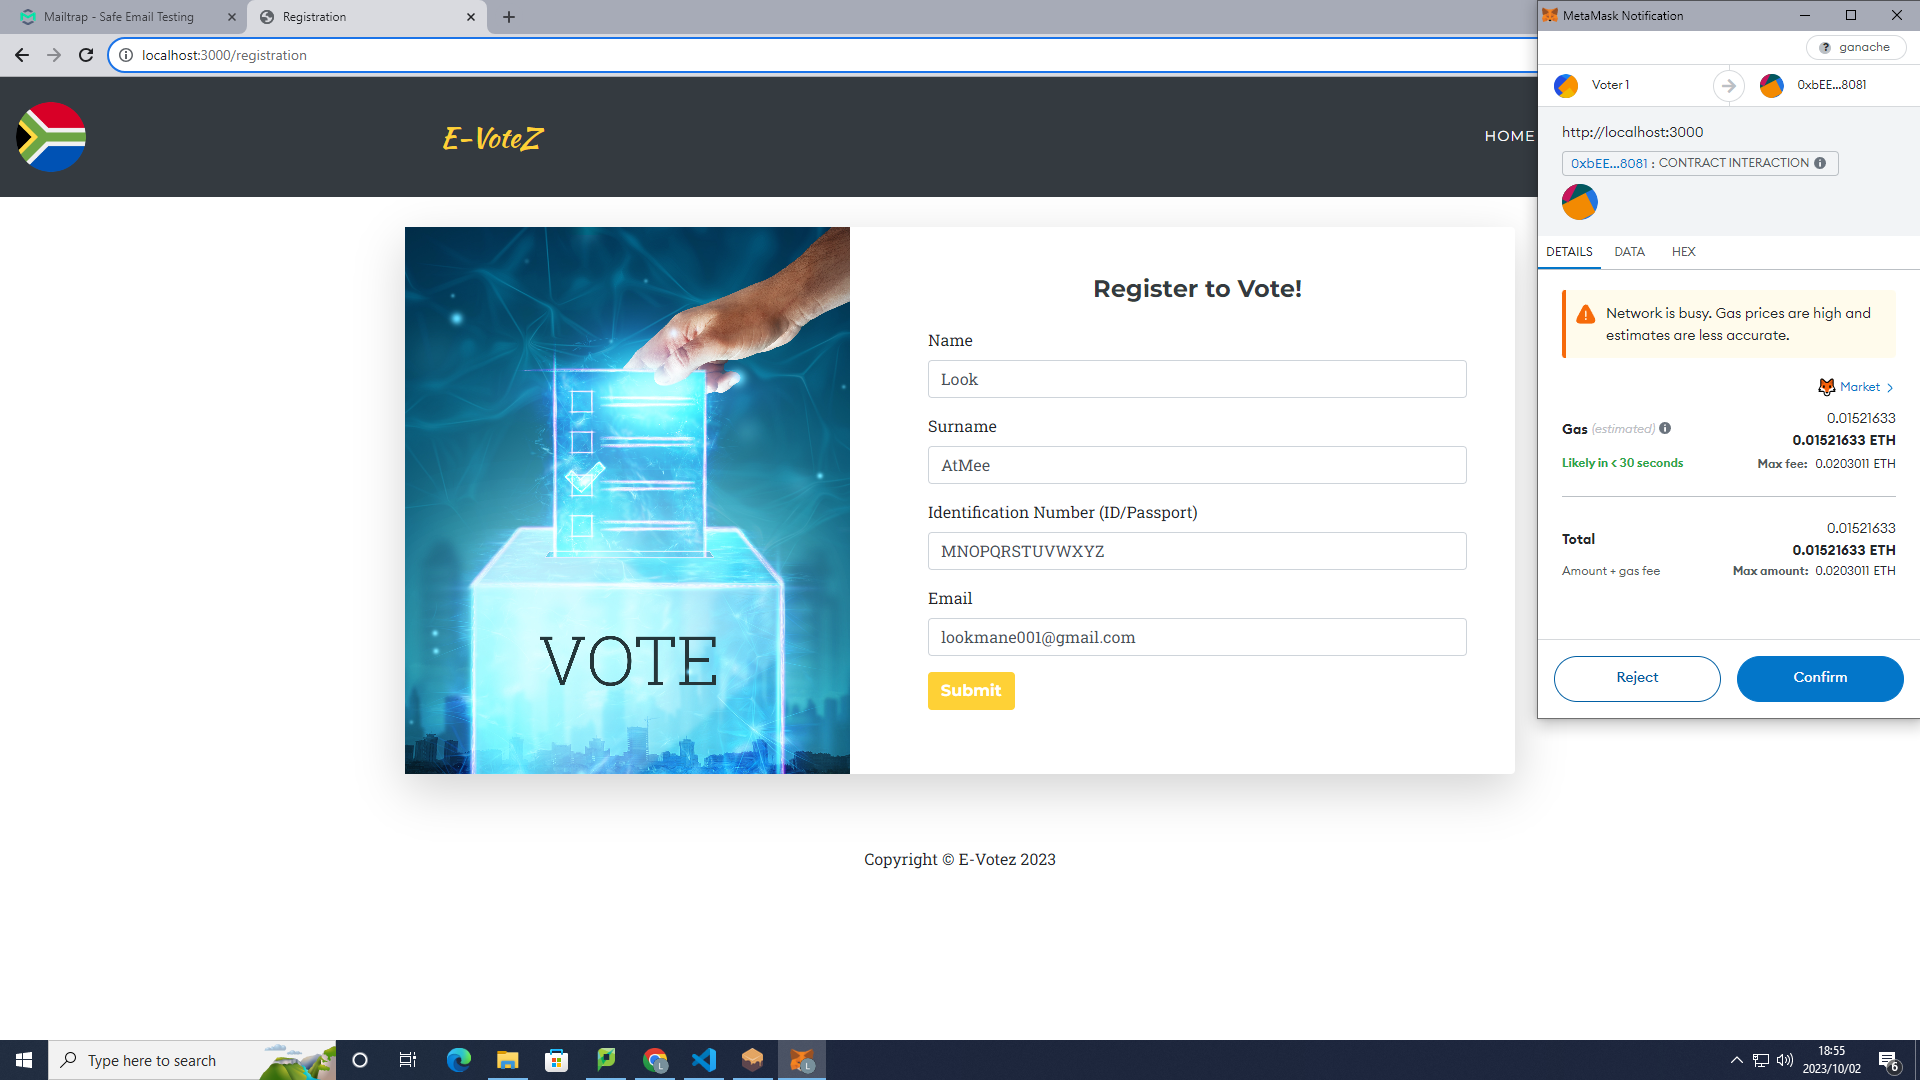 Mailtrap - Safe Email Testing
Registration
localhost:3000/registration
E-VoteZ
HOME
Register to Vote!
Name
Look
Surname
AtMee
Identification Number (ID/Passport)
MNOPQRSTUVWXYZ
Email
lookmane001@gmail.com
Submit
VOTE
Copyright © E-Votez 2023
MetaMask Notification
ganache
Voter 1
0xbEE...8081
http://localhost:3000
0xbEE...8081 : CONTRACT INTERACTION
DETAILS DATA HEX
Network is busy. Gas prices are high and
estimates are less accurate.
Market >
0.01521633
Gas (estimated) 0.01521633 ETH
Likely in < 30 seconds Max fee: 0.0203011 ETH
0.01521633
Total 0.01521633 ETH
Amount + gas fee Max amount: 0.0203011 ETH
Reject Confirm
Type here to search
L
L
18:55
2023/10/02
6